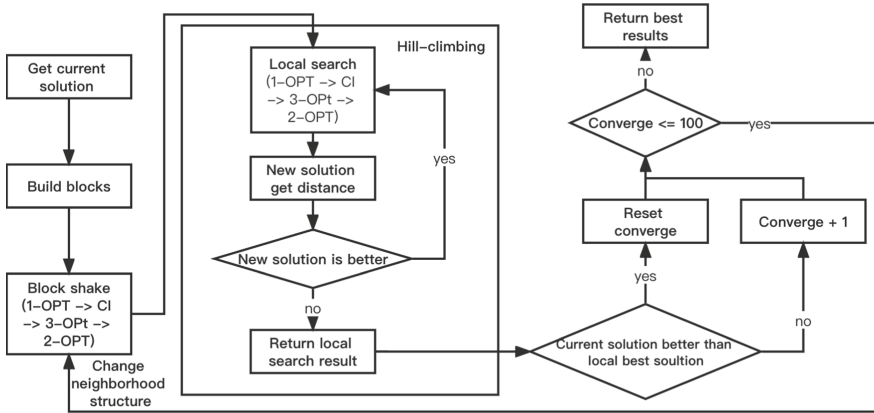 Get current
solution
Build blocks
Block shake
(1-OPT -> CI
-> 3-OPt ->
2-OPT)
Change
neighborhood
structure
Hill-climbing
Local search
(1-OPT -> CI
-> 3-OPt ->
2-OPT)
New solution
get distance
yes
New solution is better
no
Return local
search result
Return best
results
no
Converge <= 100
yes
Reset
converge
Converge + 1
yes
no
Current solution better than
local best soultion